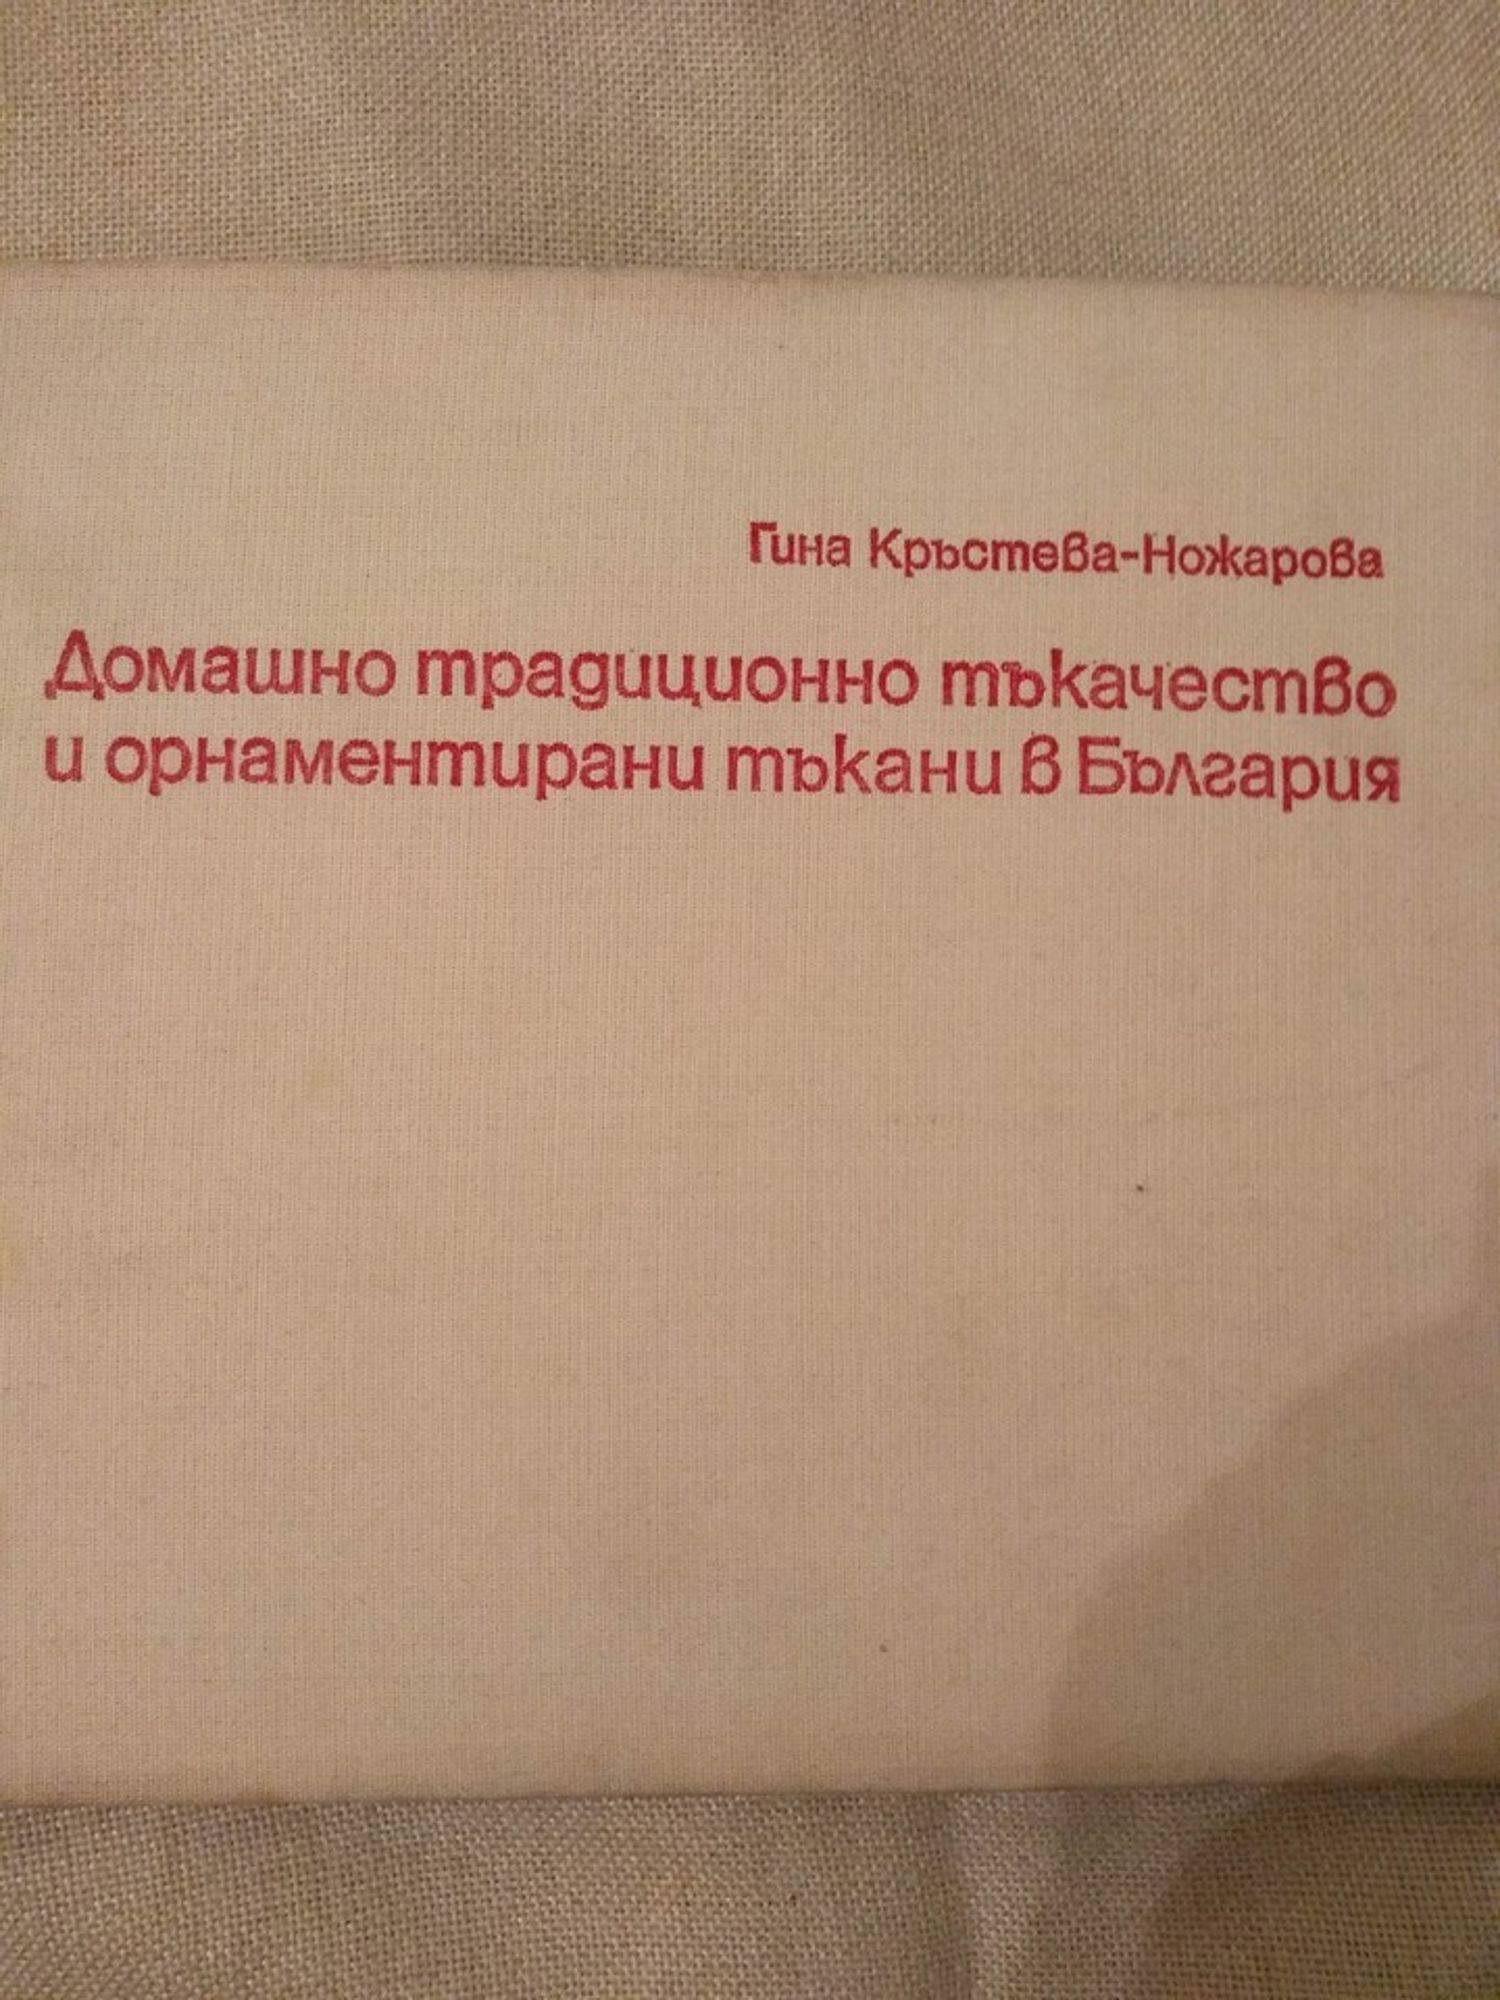 Гина Кръстева-Ножарова
Домашно традиционно тъкачество
и орнаментирани тъкани в България